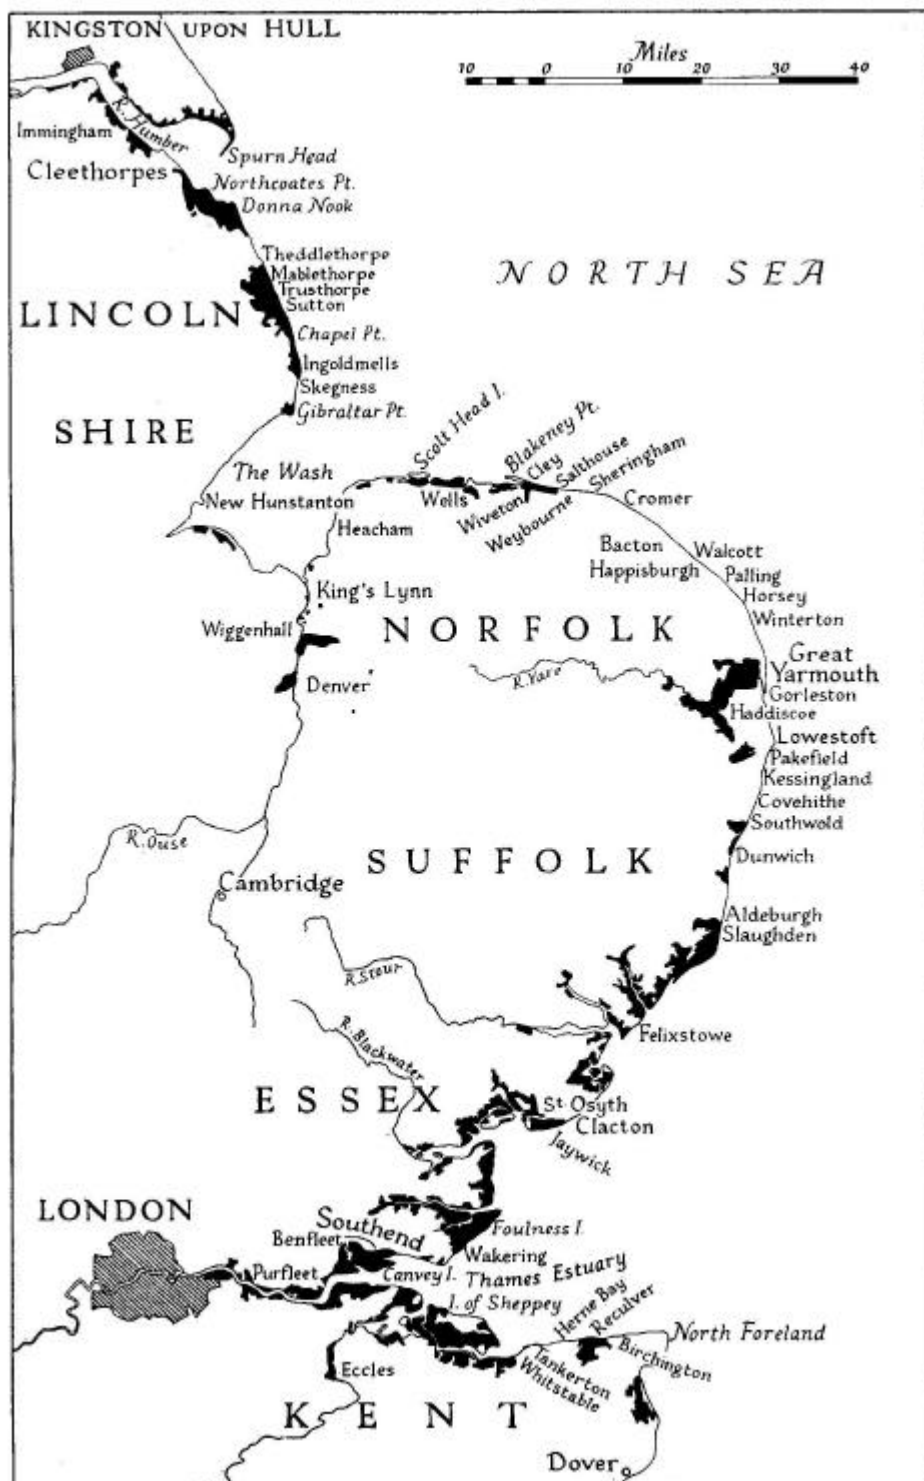 KINGSTON UPON HULL
Miles
10 0 10 20 30 40
R. Humber
Immingham
Spurn Head
Cleethorpes
Northcoates Pt.
Donna Nook
NORTH SEA
Theddlethorpe
Mablethorpe
Trusthorpe
Sutton
LINCOLN
Chapel Pt.
Ingoldmells
Skegness
Gibraltar Pt.
SHIRE
The Wash
Scolt Head I.
Blakeney Pt.
Cley
Salthouse
Sheringham
New Hunstanton
Wells
Wiveton
Weybourne
Cromer
Heacham
Bacton
Walcott
Happisburgh
Palling
King's Lynn
Horsey
Winterton
Wiggenhall
NORFOLK
Great
Yarmouth
R. Yare
Denver
Gorleston
Haddiscoe
Lowestoft
Pakefield
Kessingland
Covehithe
Southwold
R. Ouse
Dunwich
SUFFOLK
Cambridge
Aldeburgh
Slaughden
R. Stour
Felixstowe
R. Blackwater
ESSEX
St. Osyth
Clacton
Jaywick
LONDON
Southend
Foulness I.
Benfleet
Wakering
Purfleet
Canvey I.
Thames Estuary
I. of Sheppey
Herne Bay
Reculver
North Foreland
Birchington
Tankerton
Whitstable
Eccles
KENT
Dover